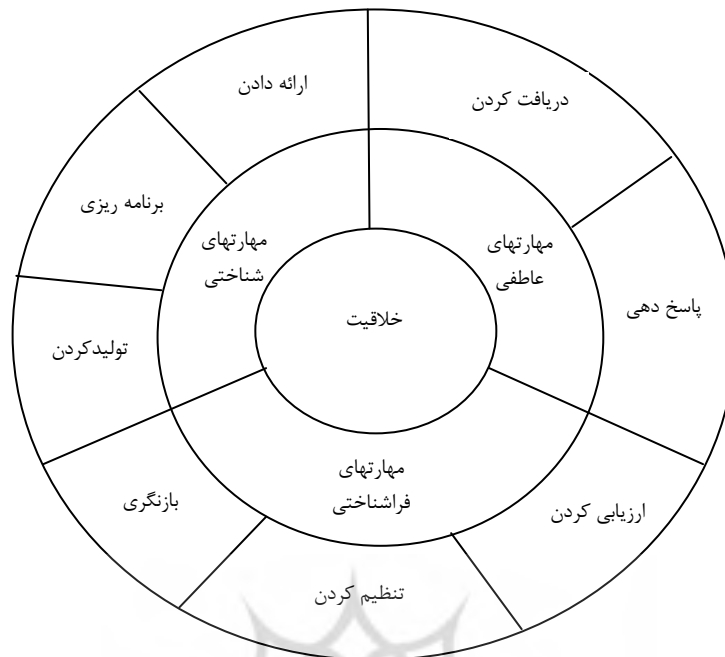 ارائه دادن
دریافت کردن
برنامه ریزی
مهارتهای
شناختی
مهارتهای
عاطفی
پاسخ دهی
خلاقیت
تولیدکردن
مهارتهای
فراشناختی
بازنگری
ارزیابی کردن
تنظیم کردن